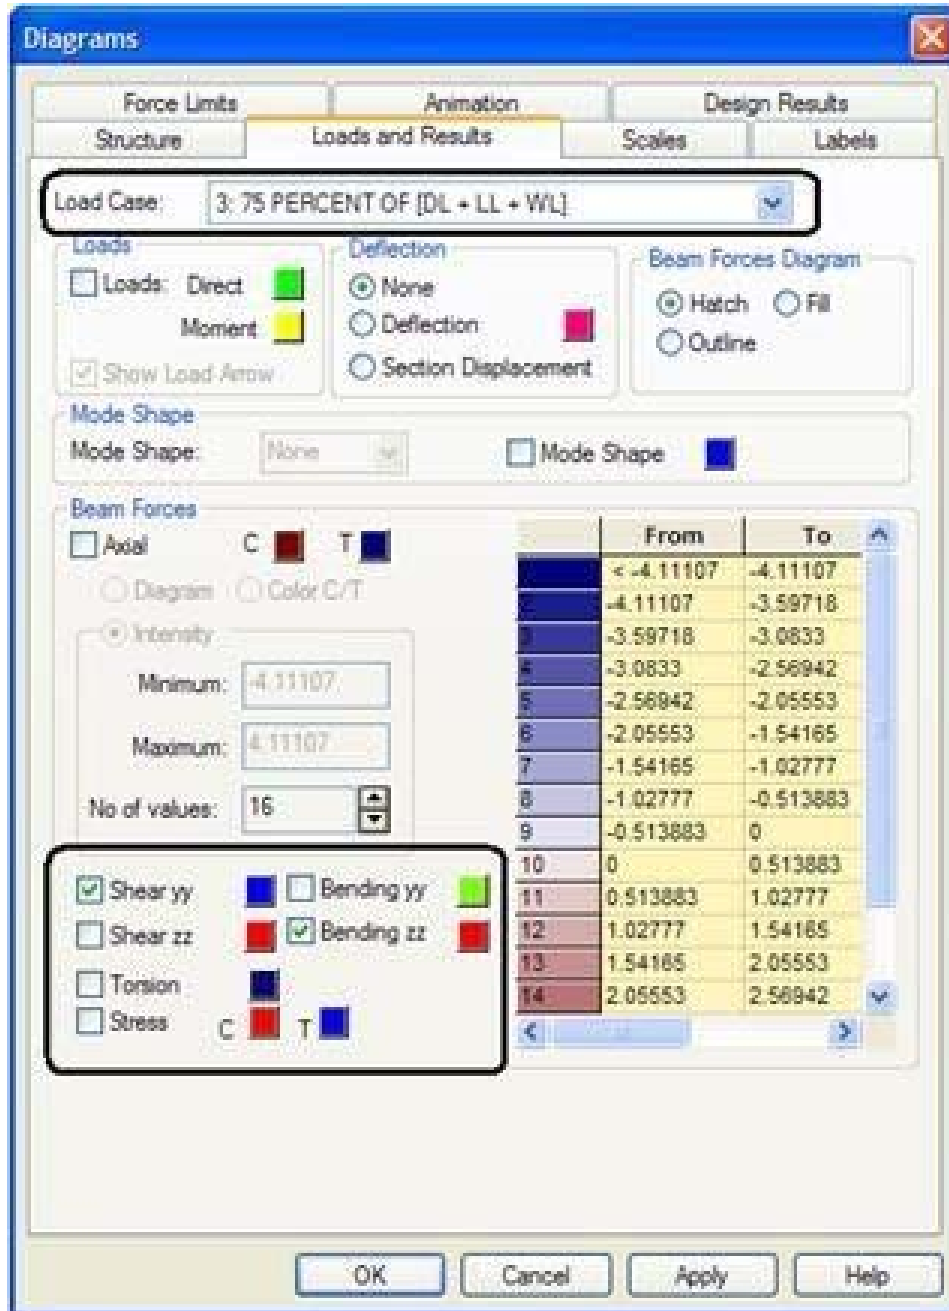 Diagrams
Force Limits Animation Design Results
Structure Loads and Results Scales Labels
Load Case: 3: 75 PERCENT OF [DL + LL + WL]
Loads Deflection Beam Forces Diagram
Loads: Direct None Hatch Fill
Moment Deflection Outline
Show Load Arrow Section Displacement
Mode Shape
Mode Shape: None Mode Shape
Beam Forces
Axial C T
Diagram Color C/T
Intensity
Minimum: -4.11107
Maximum: 4.11107
No of values: 16
Shear yy Bending yy
Shear zz Bending zz
Torsion
Stress C T
From To
< -4.11107 -4.11107
2 -4.11107 -3.59718
3 -3.59718 -3.0833
4 -3.0833 -2.56942
5 -2.56942 -2.05553
6 -2.05553 -1.54165
7 -1.54165 -1.02777
8 -1.02777 -0.513883
9 -0.513883 0
10 0 0.513883
11 0.513883 1.02777
12 1.02777 1.54165
13 1.54165 2.05553
14 2.05553 2.56942
OK Cancel Apply Help